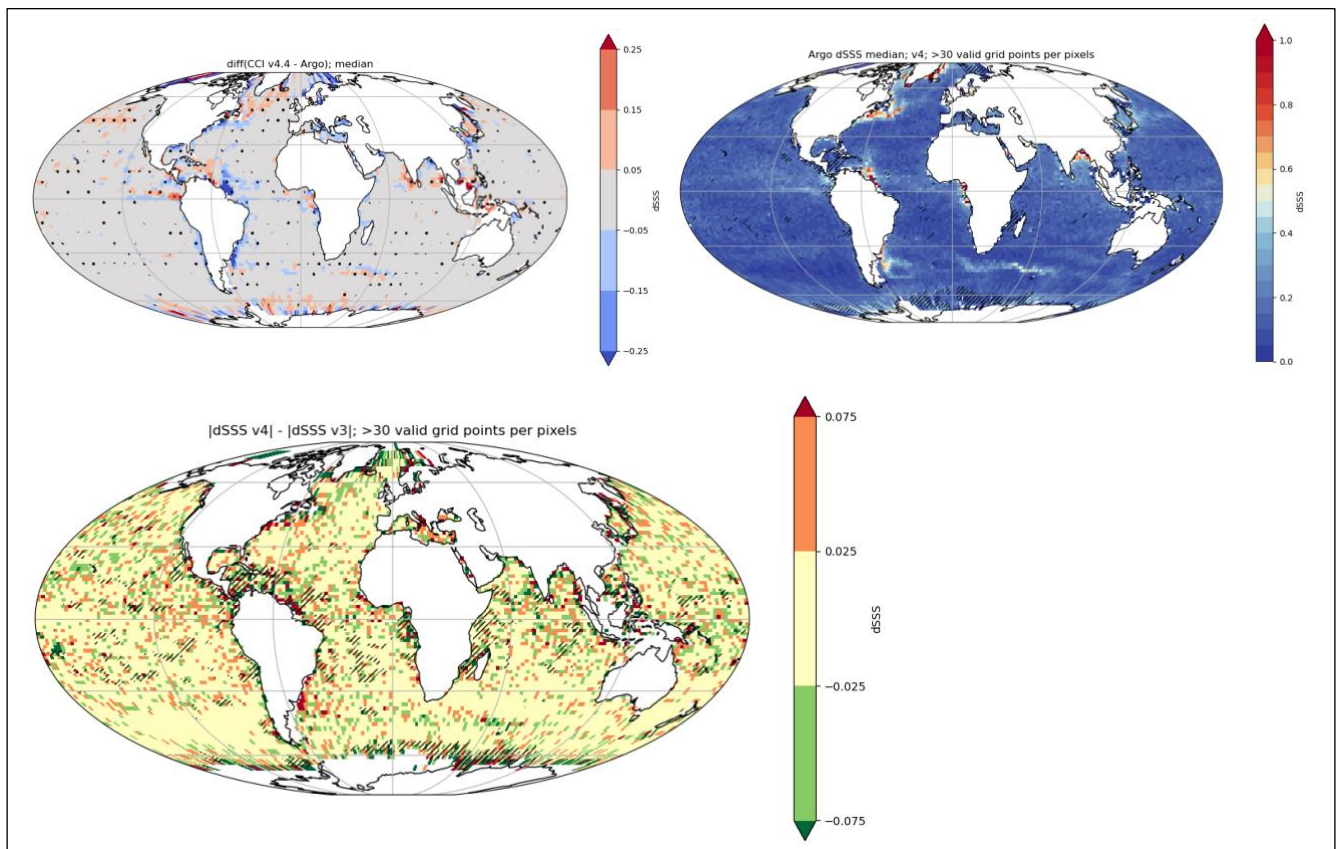 diff(CCI v4.4 - Argo); median
0.25
0.15
0.05
−0.05
−0.15
−0.25
dSSS
Argo dSSS median; v4; >30 valid grid points per pixels
1.0
0.8
0.6
0.4
0.2
0.0
dSSS
|dSSS v4| - |dSSS v3|; >30 valid grid points per pixels
0.075
0.025
−0.025
−0.075
dSSS